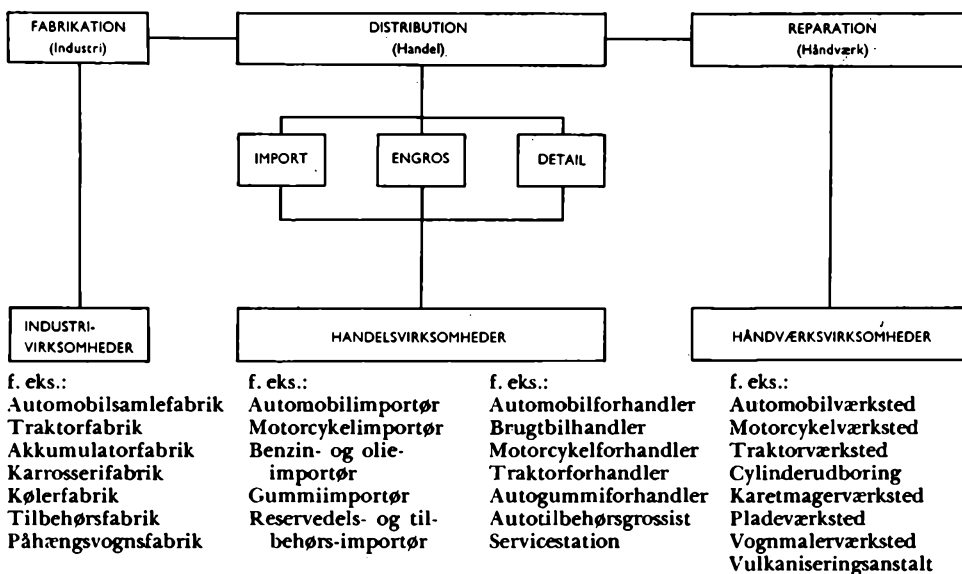 FABRIKATION
(Industri)
DISTRIBUTION
(Handel)
REPARATION
(Håndværk)
IMPORT
ENGROS
DETAIL
INDUSTRI-
VIRKSOMHEDER
HANDELSVIRKSOMHEDER
HÅNDVÆRKSVIRKSOMHEDER
f. eks.:
Automobilsamlefabrik
Traktorfabrik
Akkumulatorfabrik
Karrosserifabrik
Kølerfabrik
Tilbehørsfabrik
Påhængsvognsfabrik
f. eks.:
Automobilimportør
Motorcykelimportør
Benzin- og olie-
importør
Gummiimportør
Reservedels- og til-
behørs-importør
f. eks.:
Automobilforhandler
Brugtbilhandler
Motorcykelforhandler
Traktorforhandler
Autogummiforhandler
Autotilbehørsgrossist
Servicestation
f. eks.:
Automobilværksted
Motorcykelværksted
Traktorværksted
Cylinderudboring
Karetmagerværksted
Pladeværksted
Vognmalerværksted
Vulkaniseringsanstalt